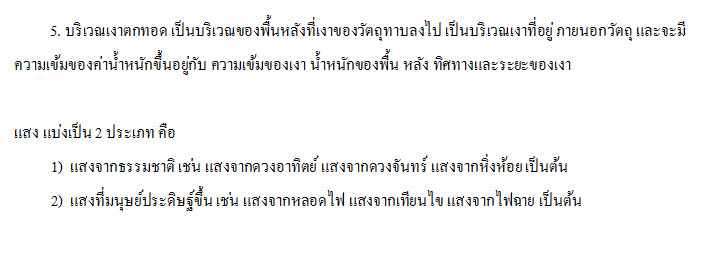 5. บริเวณเงาตกทอด เป็นบริเวณของพื้นหลังที่เงาของวัตถุทาบลงไป เป็นบริเวณเงาที่อยู่ ภายนอกวัตถุ และจะมี
ความเข้มของค่าน้ำหนักขึ้นอยู่กับ ความเข้มของเงา น้ำหนักของพื้น หลัง ทิศทางและระยะของเงา
แสง แบ่งเป็น 2 ประเภท คือ
1) แสงจากธรรมชาติ เช่น แสงจากดวงอาทิตย์ แสงจากดวงจันทร์ แสงจากหิ่งห้อย เป็นต้น
2) แสงที่มนุษย์ประดิษฐ์ขึ้น เช่น แสงจากหลอดไฟ แสงจากเทียนไข แสงจากไฟฉาย เป็นต้น